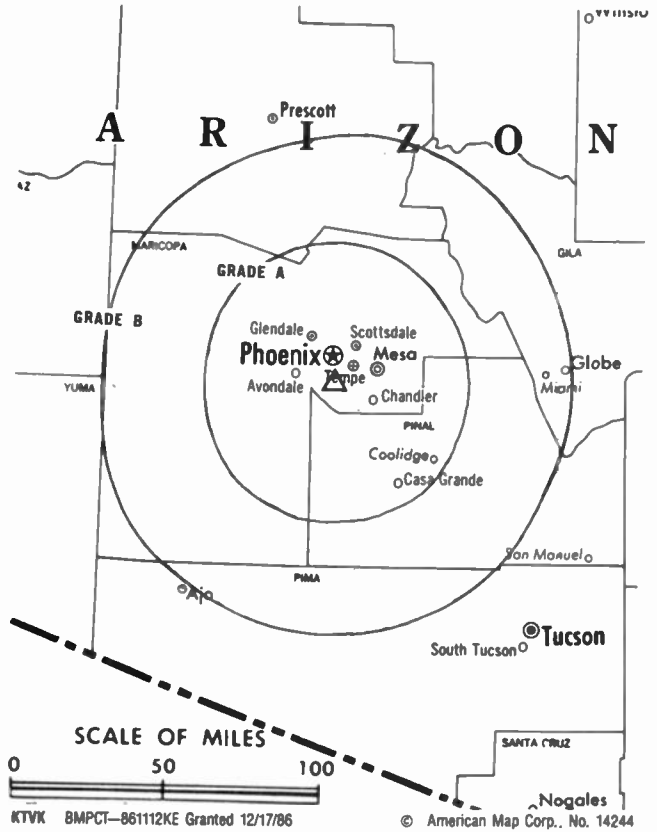 Winslo
Prescott
A R I Z O N
AZ
MARICOPA
GILA
GRADE A
GRADE B
Glendale
Scottsdale
Phoenix
Mesa
Tempe
Globe
Miami
YUMA
Avondale
Chandler
PINAL
Coolidge
Casa Grande
San Manuel
PIMA
Ajo
Tucson
South Tucson
SCALE OF MILES
SANTA CRUZ
0 50 100
Nogales
KTVK BMPCT—861112KE Granted 12/17/86 © American Map Corp., No. 14244